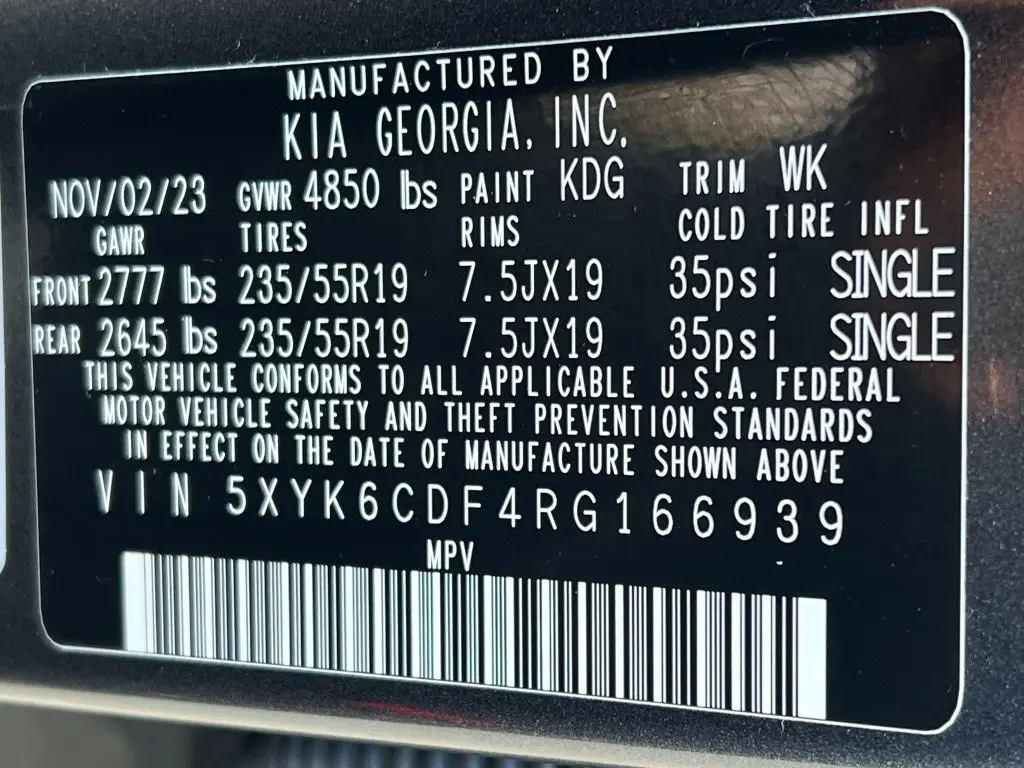 MANUFACTURED BY
KIA GEORGIA, INC.
NOV/02/23 GVWR 4850 lbs PAINT KDG TRIM WK
GAWR TIRES RIMS COLD TIRE INFL
FRONT 2777 lbs 235/55R19 7.5JX19 35psi SINGLE
REAR 2645 lbs 235/55R19 7.5JX19 35psi SINGLE
THIS VEHICLE CONFORMS TO ALL APPLICABLE U.S.A. FEDERAL
MOTOR VEHICLE SAFETY AND THEFT PREVENTION STANDARDS
IN EFFECT ON THE DATE OF MANUFACTURE SHOWN ABOVE
VIN 5XYK6CDF4RG166939
MPV